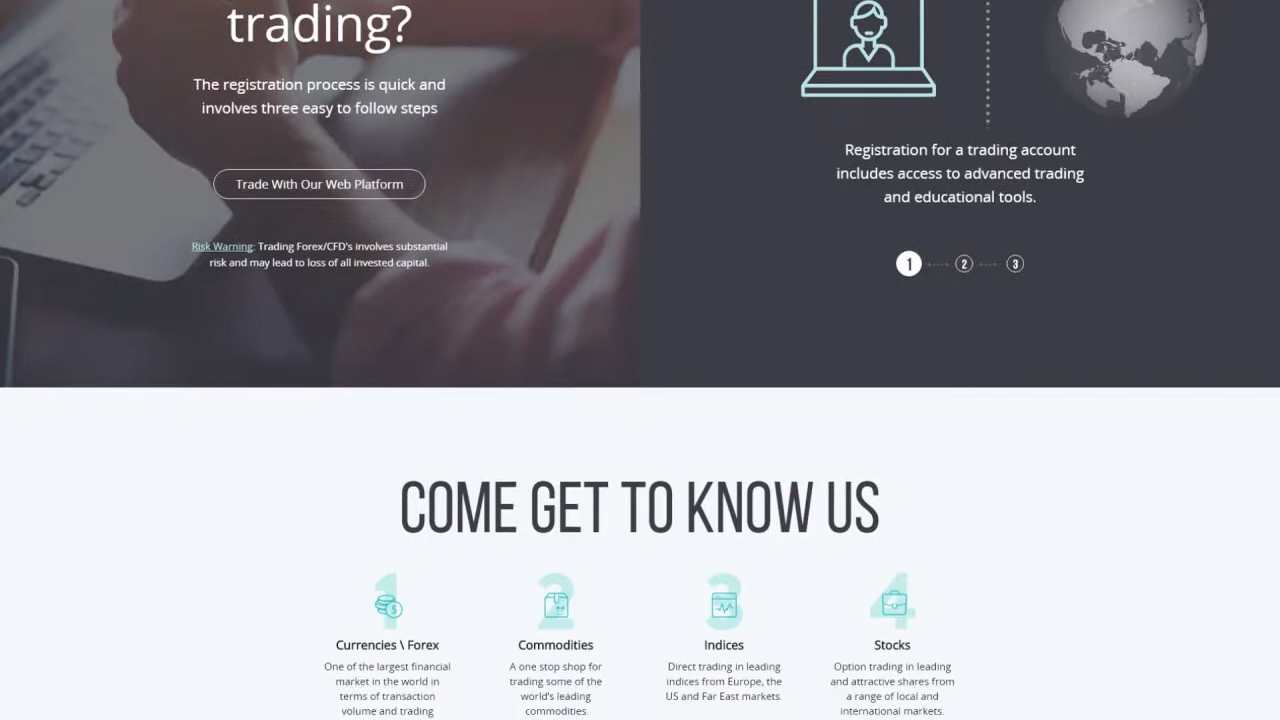 trading?
The registration process is quick and
involves three easy to follow steps
Trade With Our Web Platform
Risk Warning: Trading Forex/CFD's involves substantial
risk and may lead to loss of all invested capital.
Registration for a trading account
includes access to advanced trading
and educational tools.
1 2 3
COME GET TO KNOW US
1
Currencies \ Forex
One of the largest financial
market in the world in
terms of transaction
volume and trading
2
Commodities
A one stop shop for
trading some of the
world's leading
commodities.
3
Indices
Direct trading in leading
indices from Europe, the
US and Far East markets.
4
Stocks
Option trading in leading
and attractive shares from
a range of local and
international markets.